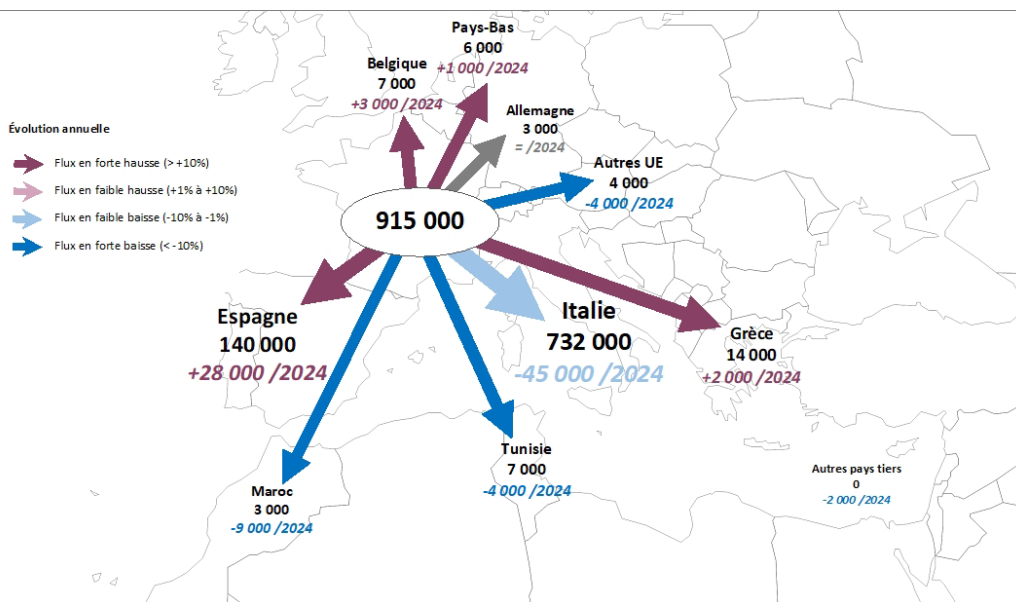 Pays-Bas
6 000
+1 000 /2024
Belgique
7 000
+3 000 /2024
Allemagne
3 000
= /2024
Évolution annuelle
Flux en forte hausse (> +10%)
Flux en faible hausse (+1% à +10%)
Flux en faible baisse (-10% à -1%)
Flux en forte baisse (< -10%)
Autres UE
4 000
-4 000 /2024
915 000
Espagne
140 000
+28 000 /2024
Italie
732 000
-45 000 /2024
Grèce
14 000
+2 000 /2024
Tunisie
7 000
-4 000 /2024
Maroc
3 000
-9 000 /2024
Autres pays tiers
0
-2 000 /2024